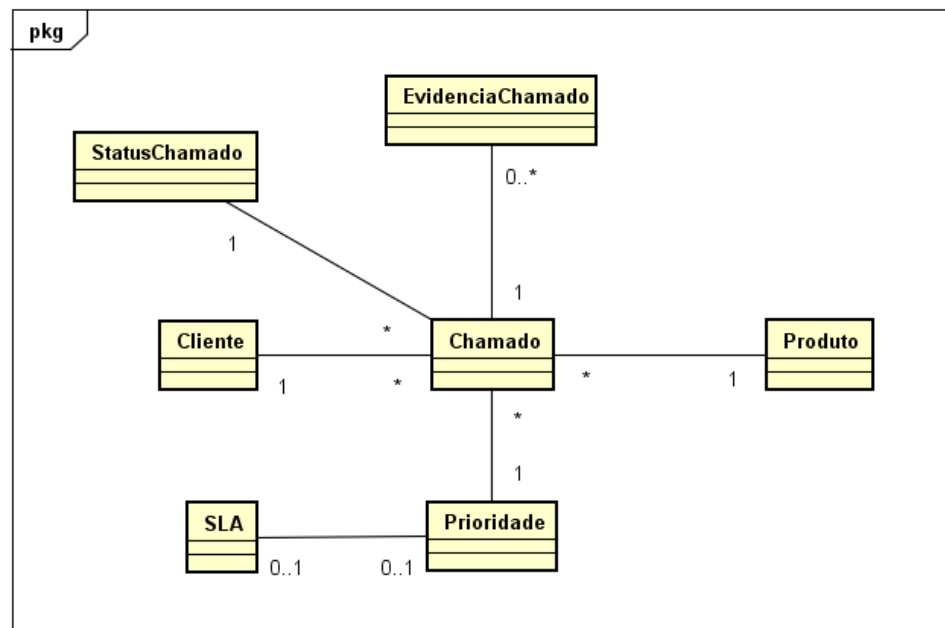 pkg
EvidenciaChamado
StatusChamado
0..*
1
1
*
Cliente
Chamado
Produto
1
*
*
1
*
1
SLA
Prioridade
0..1
0..1